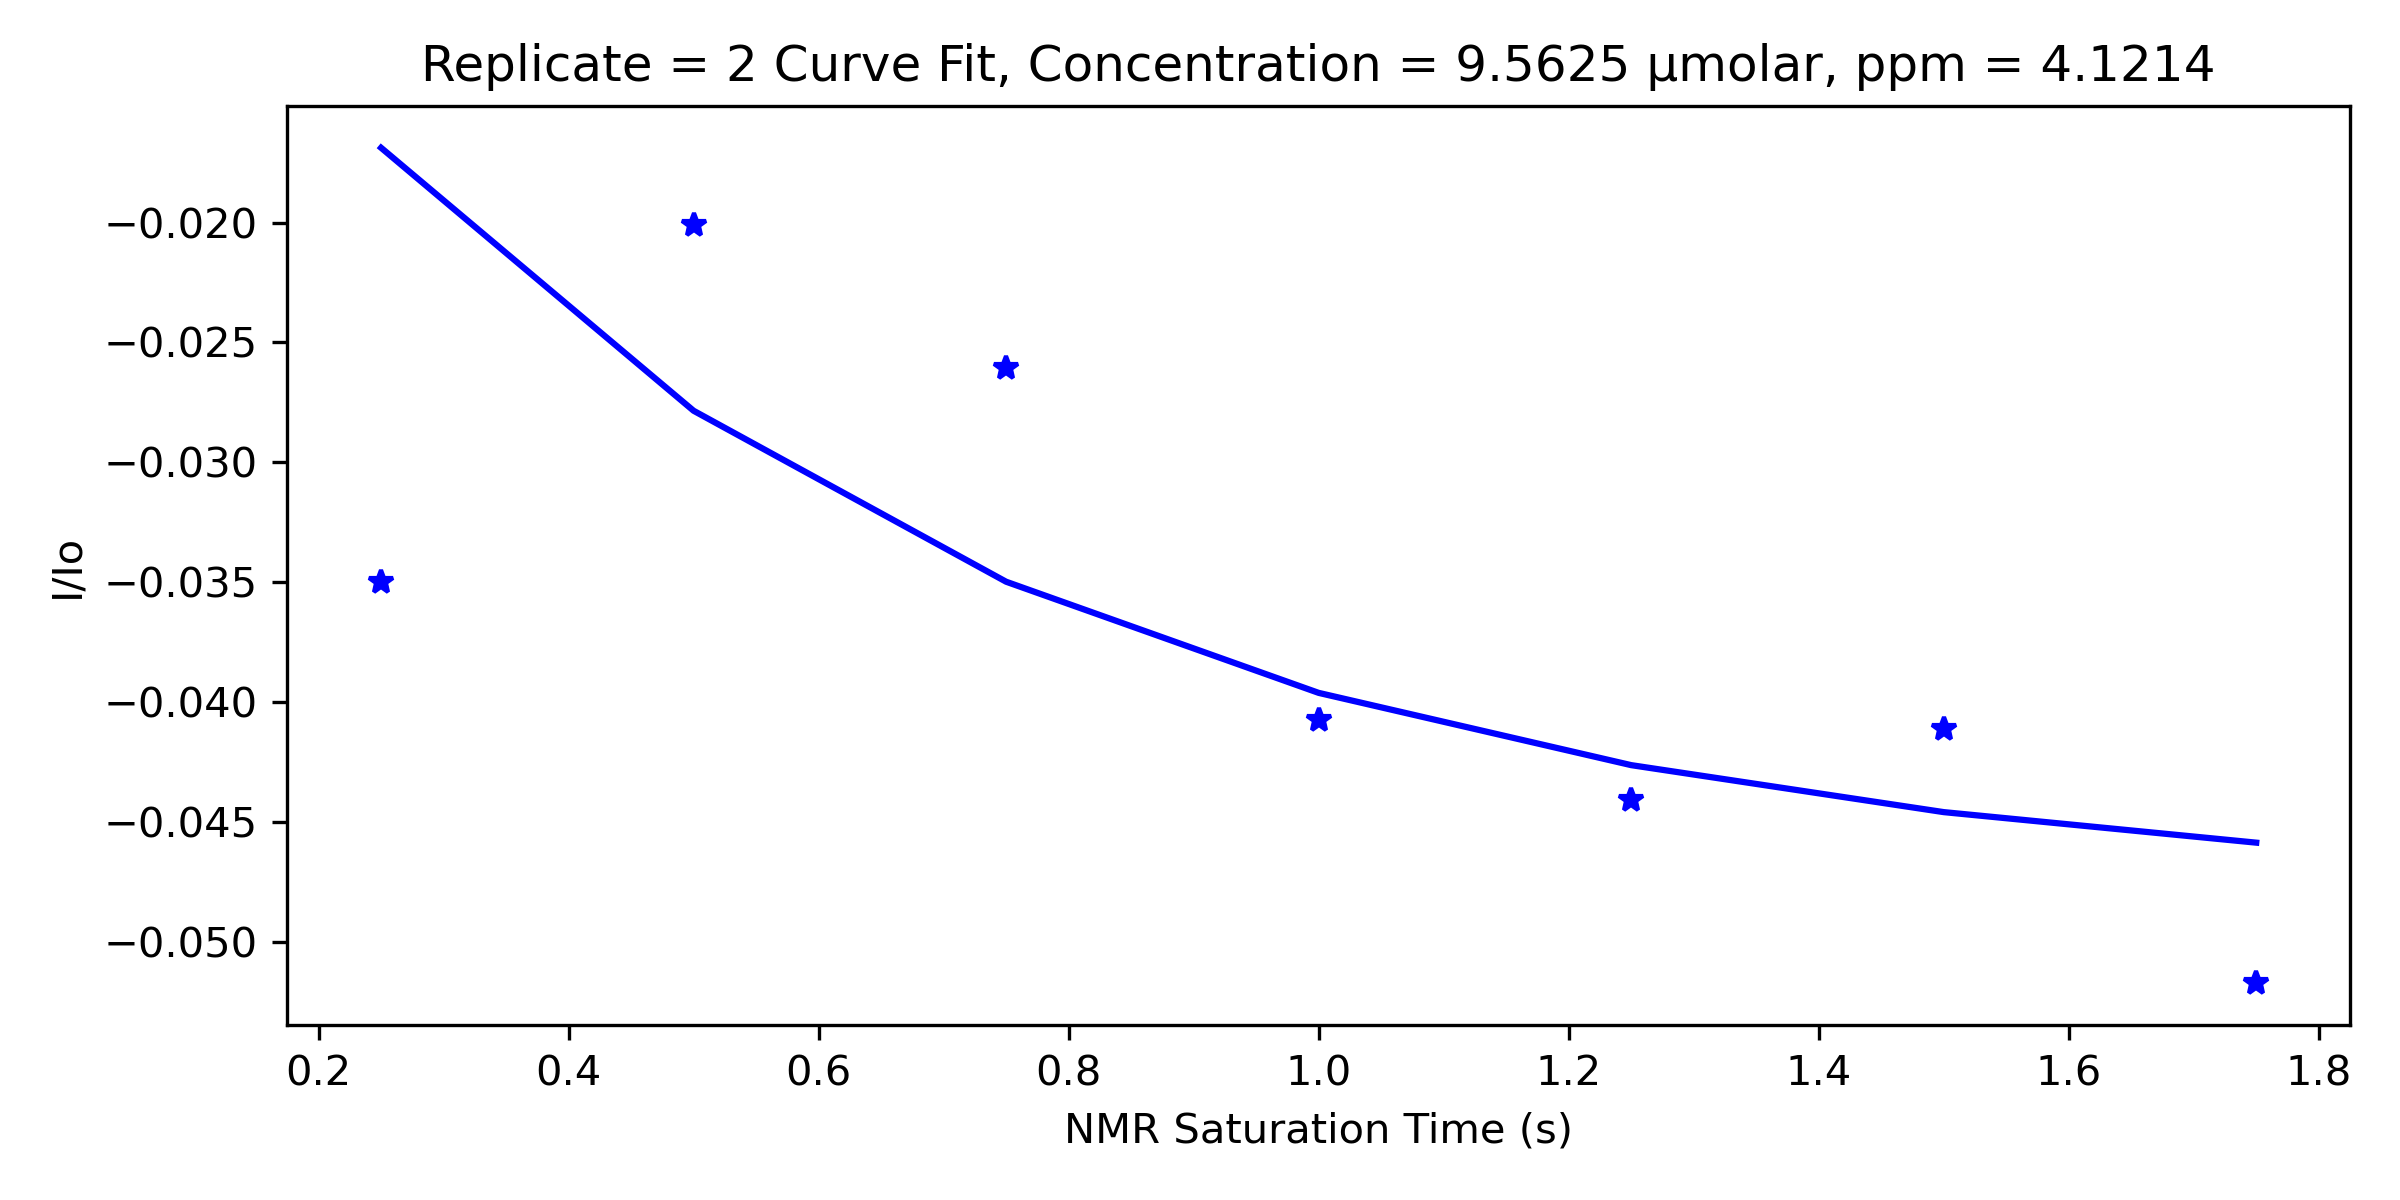 Replicate = 2 Curve Fit, Concentration = 9.5625 µmolar, ppm = 4.1214
I/Io
−0.020
−0.025
−0.030
−0.035
−0.040
−0.045
−0.050
0.2 0.4 0.6 0.8 1.0 1.2 1.4 1.6 1.8
NMR Saturation Time (s)